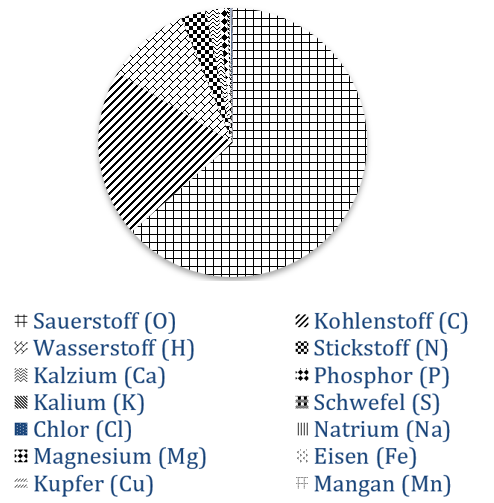 Sauerstoff (O) Kohlenstoff (C)
Wasserstoff (H) Stickstoff (N)
Kalzium (Ca) Phosphor (P)
Kalium (K) Schwefel (S)
Chlor (Cl) Natrium (Na)
Magnesium (Mg) Eisen (Fe)
Kupfer (Cu) Mangan (Mn)